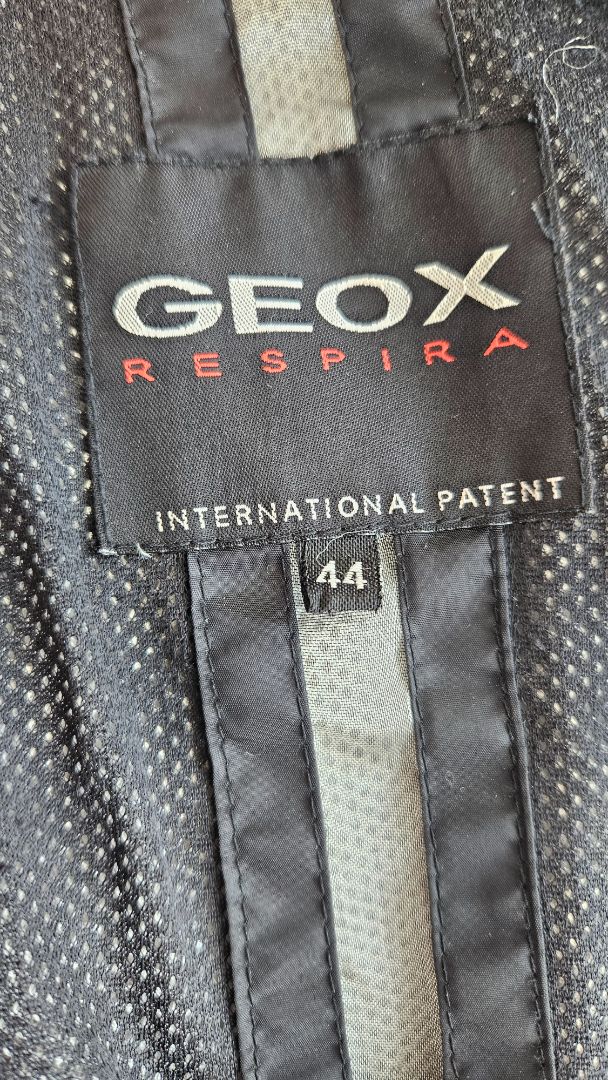 GEOX
RESPIRA
INTERNATIONAL PATENT
44